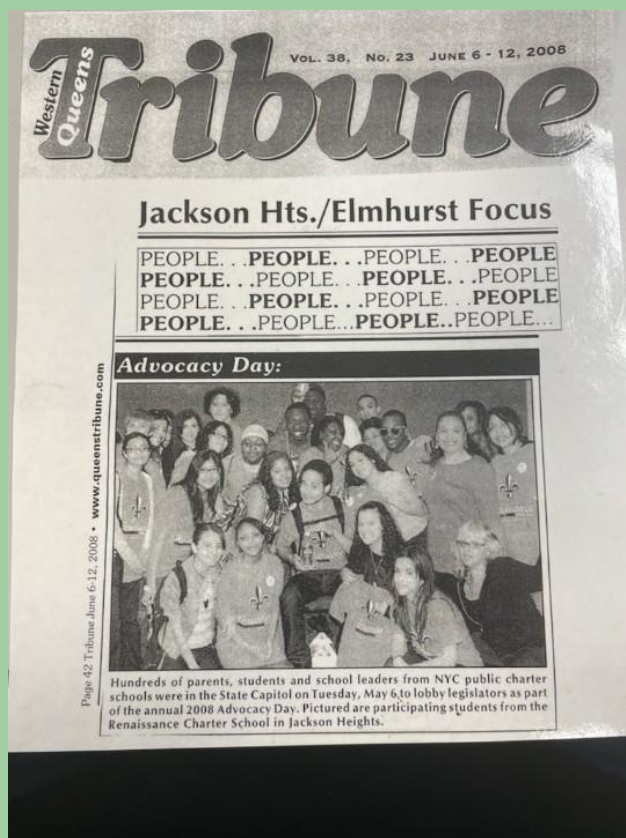 Western Queens Tribune
VOL. 38, No. 23 JUNE 6 - 12, 2008
Jackson Hts./Elmhurst Focus
PEOPLE. . .PEOPLE. . .PEOPLE. . .PEOPLE
PEOPLE. . .PEOPLE. . .PEOPLE. . .PEOPLE
PEOPLE. . .PEOPLE. . .PEOPLE. . .PEOPLE
PEOPLE. . .PEOPLE...PEOPLE..PEOPLE...
Advocacy Day:
Hundreds of parents, students and school leaders from NYC public charter
schools were in the State Capitol on Tuesday, May 6,to lobby legislators as part
of the annual 2008 Advocacy Day. Pictured are participating students from the
Renaissance Charter School in Jackson Heights.
Page 42 Tribune June 6-12, 2008 • www.queenstribune.com